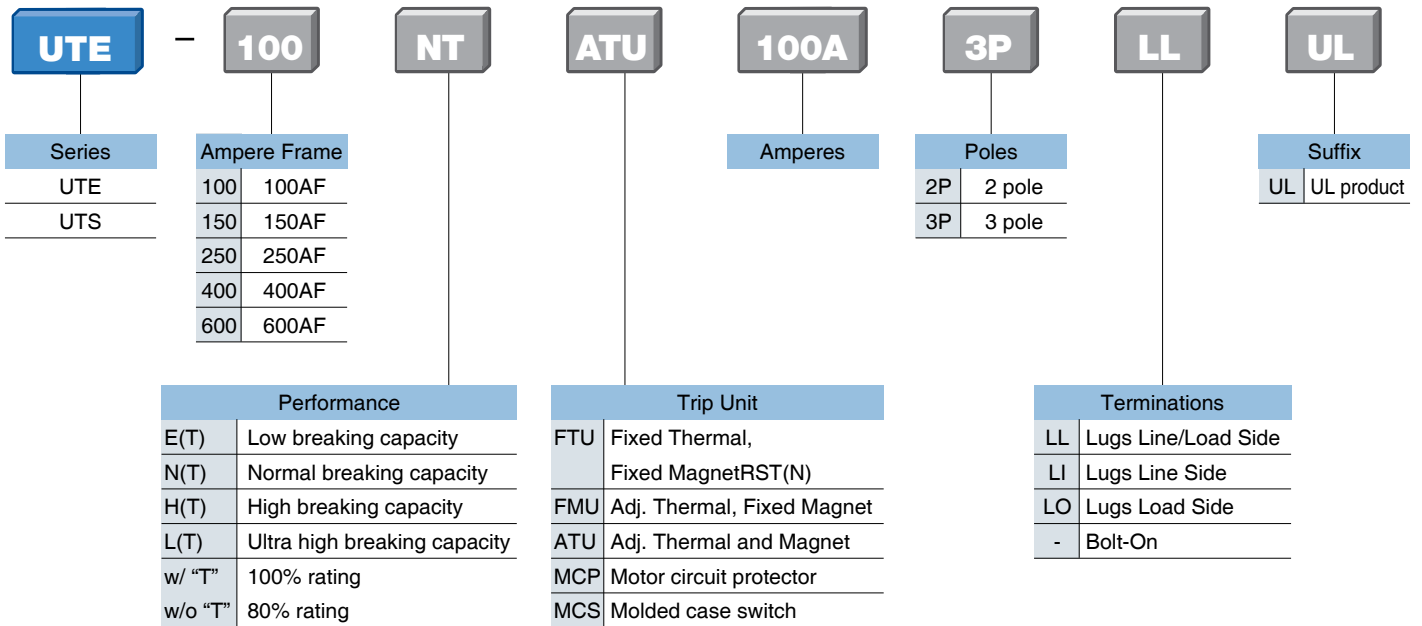 UTE – 100 NT ATU 100A 3P LL UL
Series
UTE
UTS
Ampere Frame
100 100AF
150 150AF
250 250AF
400 400AF
600 600AF
Amperes
Poles
2P 2 pole
3P 3 pole
Suffix
UL UL product
Performance
E(T) Low breaking capacity
N(T) Normal breaking capacity
H(T) High breaking capacity
L(T) Ultra high breaking capacity
w/ “T” 100% rating
w/o “T” 80% rating
Trip Unit
FTU Fixed Thermal,
Fixed MagnetRST(N)
FMU Adj. Thermal, Fixed Magnet
ATU Adj. Thermal and Magnet
MCP Motor circuit protector
MCS Molded case switch
Terminations
LL Lugs Line/Load Side
LI Lugs Line Side
LO Lugs Load Side
- Bolt-On